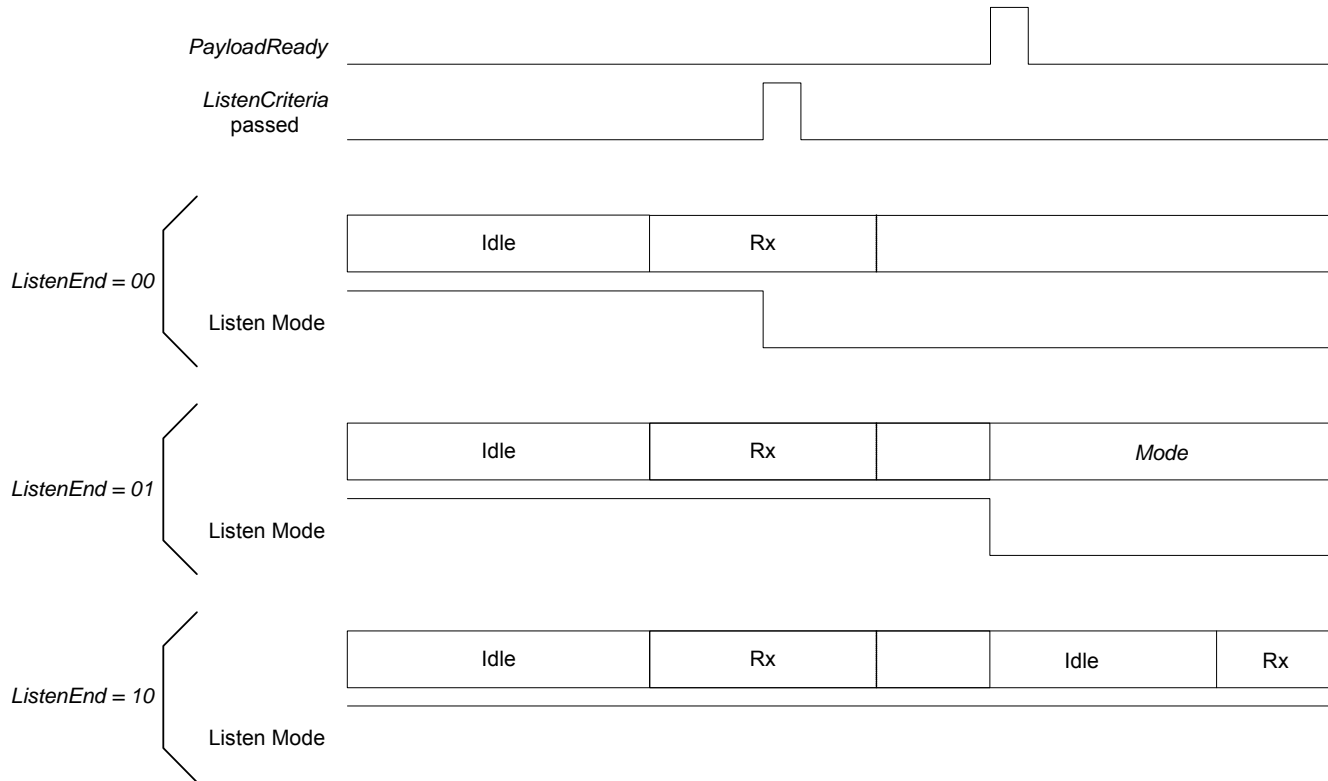 PayloadReady
ListenCriteria
passed
Idle
Rx
ListenEnd = 00
Listen Mode
Idle
Rx
Mode
ListenEnd = 01
Listen Mode
Idle
Rx
Idle
Rx
ListenEnd = 10
Listen Mode